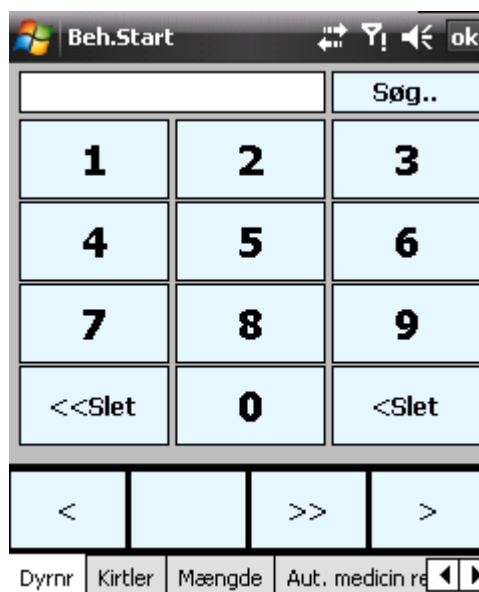 Beh.Start ok
Søg..
1 2 3
4 5 6
7 8 9
<<Slet 0 <Slet
< >> >
Dyrnr Kirtler Mængde Aut. medicin re